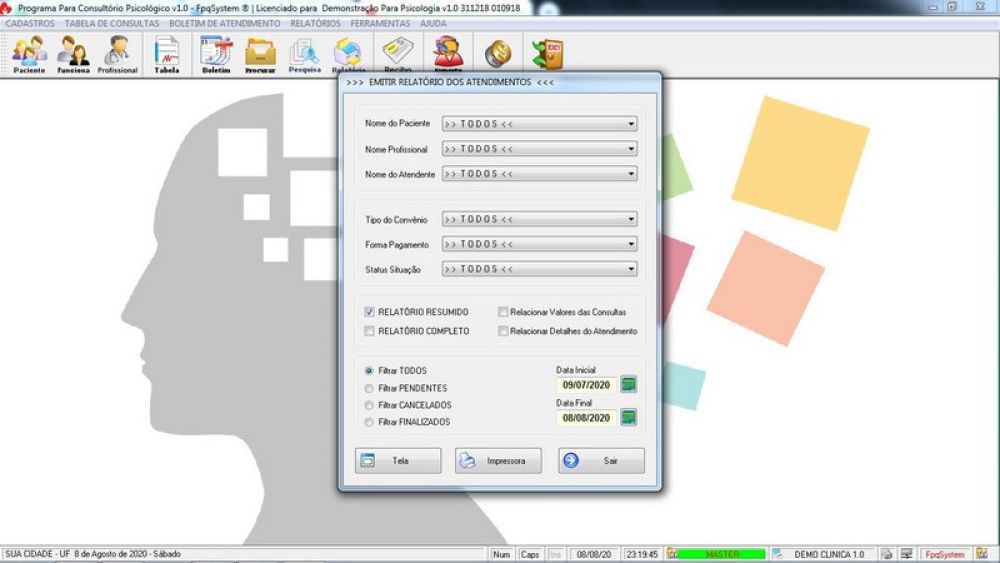 Programa Para Consultório Psicológico v1.0 - FpqSystem ® | Licenciado para Demonstração Para Psicologia v1.0 311218 010918
CADASTROS TABELA DE CONSULTAS BOLETIM DE ATENDIMENTO RELATÓRIOS FERRAMENTAS AJUDA
Paciente Funciona Profissional Tabela Boletim Procurar Pesquisa Relatório Recibo Suporte
EXIT
>>> EMITIR RELATÓRIO DOS ATENDIMENTOS <<<
Nome do Paciente >> T O D O S <<
Nome Profissional >> T O D O S <<
Nome do Atendente >> T O D O S <<
Tipo do Convênio >> T O D O S <<
Forma Pagamento >> T O D O S <<
Status Situação >> T O D O S <<
RELATÓRIO RESUMIDO Relacionar Valores das Consultas
RELATÓRIO COMPLETO Relacionar Detalhes do Atendimento
Filtrar TODOS
Filtrar PENDENTES
Filtrar CANCELADOS
Filtrar FINALIZADOS
Data Inicial
09/07/2020
Data Final
08/08/2020
Tela Impressora Sair
SUA CIDADE - UF 8 de Agosto de 2020 - Sábado Num Caps Ins 08/08/20 23:19:45 MASTER DEMO CLINICA 1.0 FpqSystem